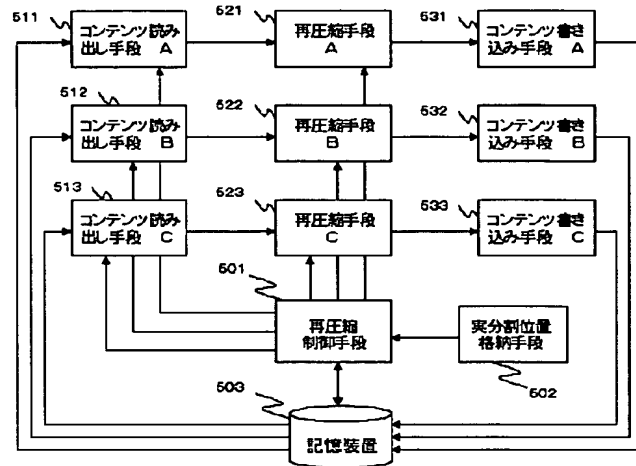 511
コンテンツ読み
出し手段 A
521
再圧縮手段
A
531
コンテンツ書き
込み手段 A
512
コンテンツ読み
出し手段 B
522
再圧縮手段
B
532
コンテンツ書き
込み手段 B
513
コンテンツ読み
出し手段 C
523
再圧縮手段
C
533
コンテンツ書き
込み手段 C
501
再圧縮
制御手段
実分割位置
格納手段
502
503
記憶装置